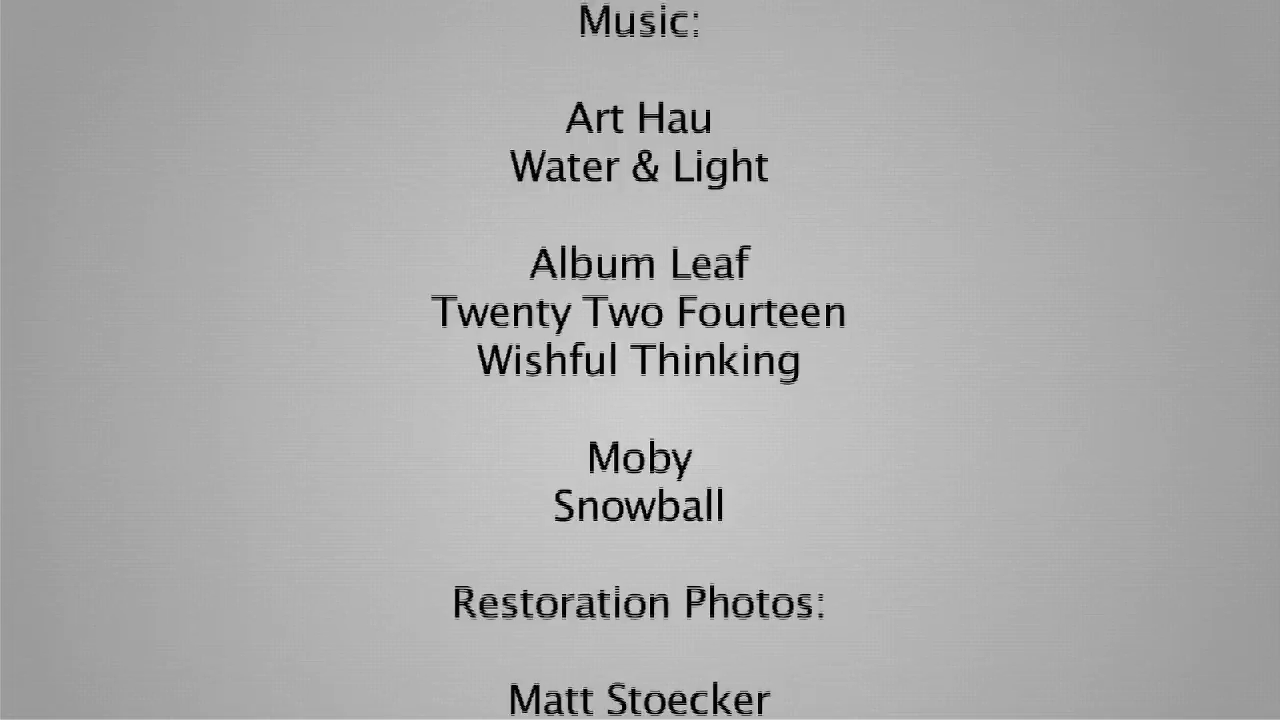 Music:
Art Hau
Water & Light
Album Leaf
Twenty Two Fourteen
Wishful Thinking
Moby
Snowball
Restoration Photos:
Matt Stoecker